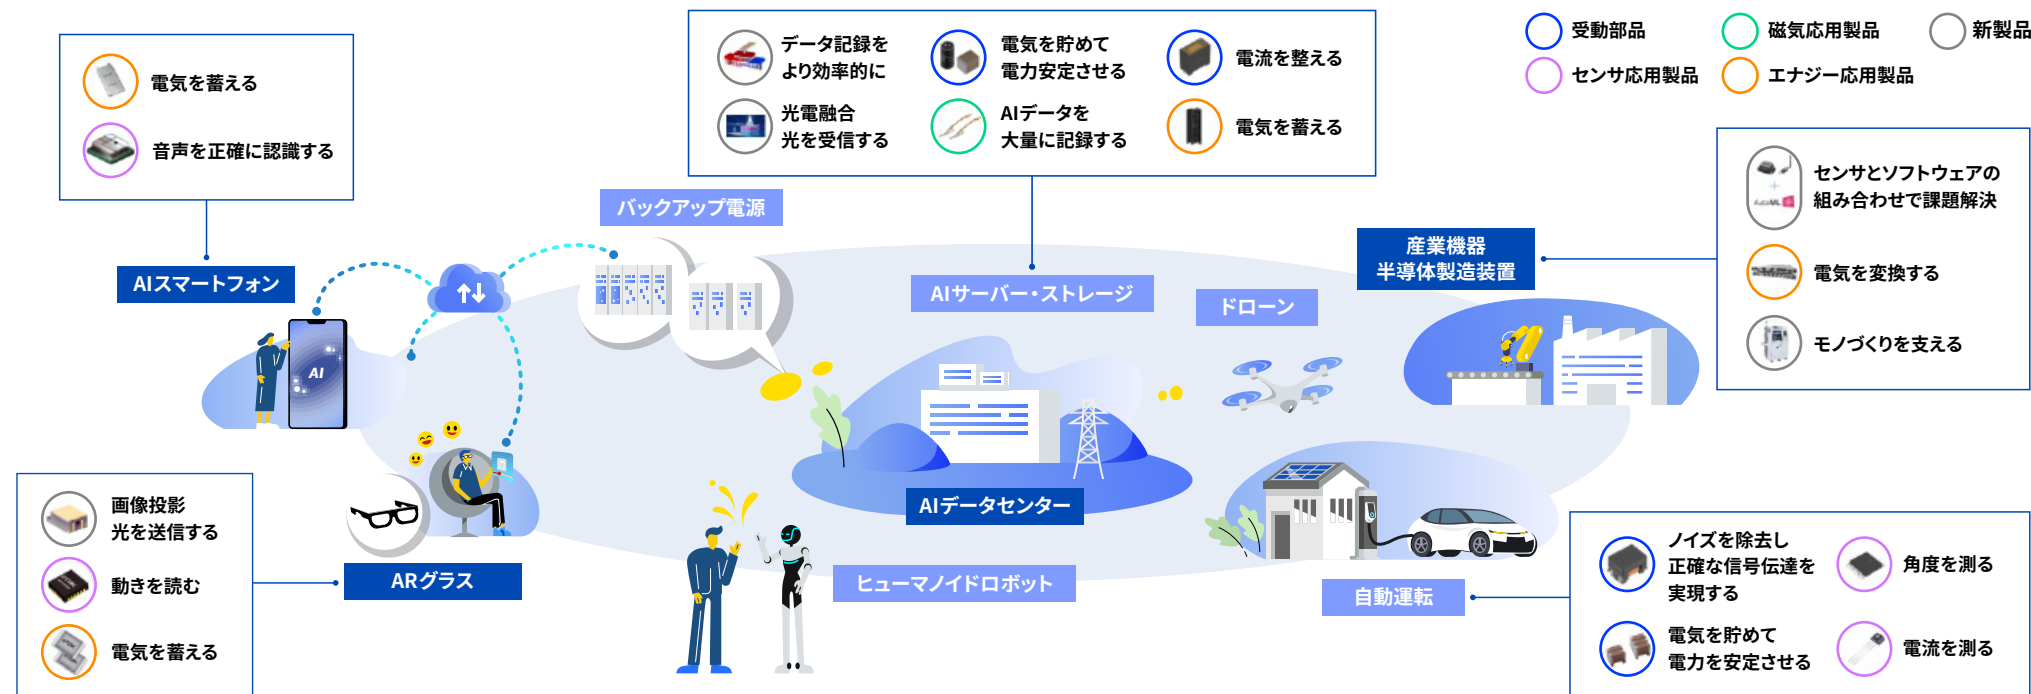 受動部品
磁気応用製品
新製品
センサ応用製品
エナジー応用製品
電気を蓄える
音声を正確に認識する
AIスマートフォン
AI
データ記録を
より効率的に
電気を貯めて
電力安定させる
電流を整える
光電融合
光を受信する
AIデータを
大量に記録する
電気を蓄える
バックアップ電源
AIサーバー・ストレージ
ドローン
産業機器
半導体製造装置
センサとソフトウェアの
組み合わせで課題解決
電気を変換する
モノづくりを支える
画像投影
光を送信する
動きを読む
電気を蓄える
ARグラス
AIデータセンター
ヒューマノイドロボット
自動運転
ノイズを除去し
正確な信号伝達を
実現する
角度を測る
電気を貯めて
電力を安定させる
電流を測る